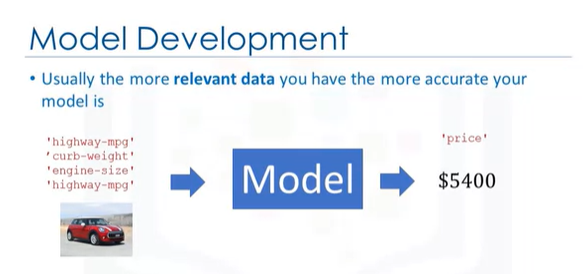 Model Development
• Usually the more relevant data you have the more accurate your
model is
'highway-mpg'
'curb-weight'
'engine-size'
'highway-mpg'
Model
'price'
$5400